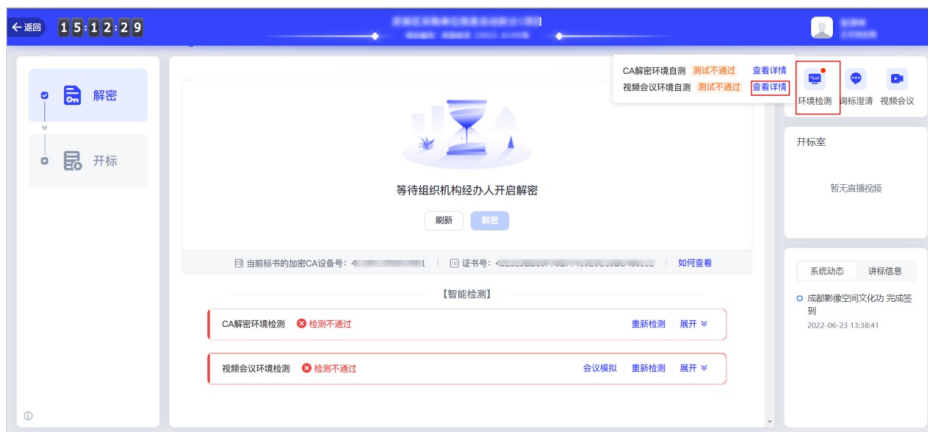 返回 15:12:29
CA解密环境自测 测试不通过 查看详情
视频会议环境自测 测试不通过 查看详情
环境检测 询标澄清 视频会议
解密
开标
等待组织机构经办人开启解密
刷新 解密
当前标书的加密CA设备号： 证书号： 如何查看
【智能检测】
CA解密环境检测 检测不通过 重新检测 展开
视频会议环境检测 检测不通过 会议模拟 重新检测 展开
开标室
暂无直播视频
系统动态 讲标信息
成都影像空间文化功 完成签
到
2022-06-23 13:38:41